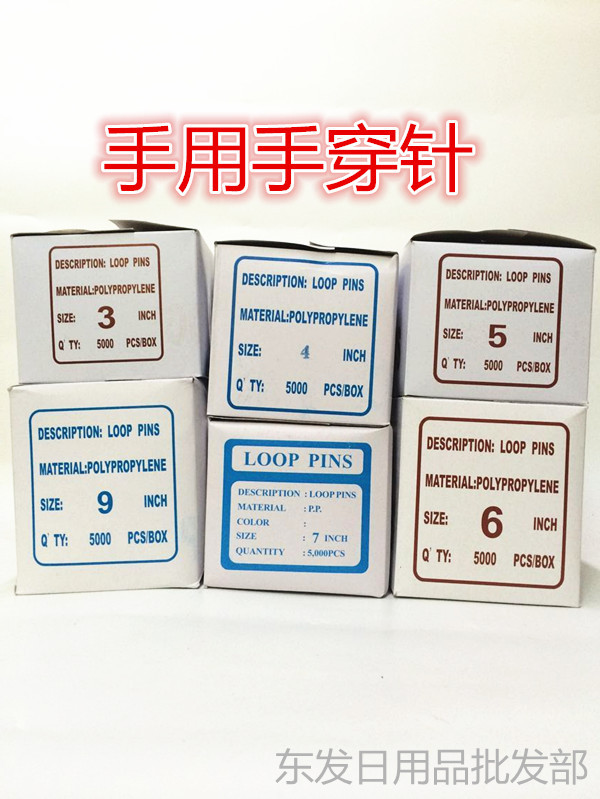 手用手穿针
DESCRIPTION: LOOP PINS
MATERIAL:POLYPROPYLENE
SIZE: 3 INCH
Q' TY: 5000 PCS/BOX
DESCRIPTION: LOOP PINS
MATERIAL:POLYPROPYLENE
SIZE: 4 INCH
Q' TY: 5000 PCS/BOX
DESCRIPTION: LOOP PINS
MATERIAL:POLYPROPYLENE
SIZE: 5 INCH
Q' TY: 5000 PCS/BOX
DESCRIPTION: LOOP PINS
MATERIAL:POLYPROPYLENE
SIZE: 9 INCH
Q' TY: 5000 PCS/BOX
LOOP PINS
DESCRIPTION : LOOP PINS
MATERIAL : P.P.
COLOR :
SIZE : 7 INCH
QUANTITY : 5,000PCS
DESCRIPTION: LOOP PINS
MATERIAL:POLYPROPYLENE
SIZE: 6 INCH
Q' TY: 5000 PCS/BOX
东发日用品批发部